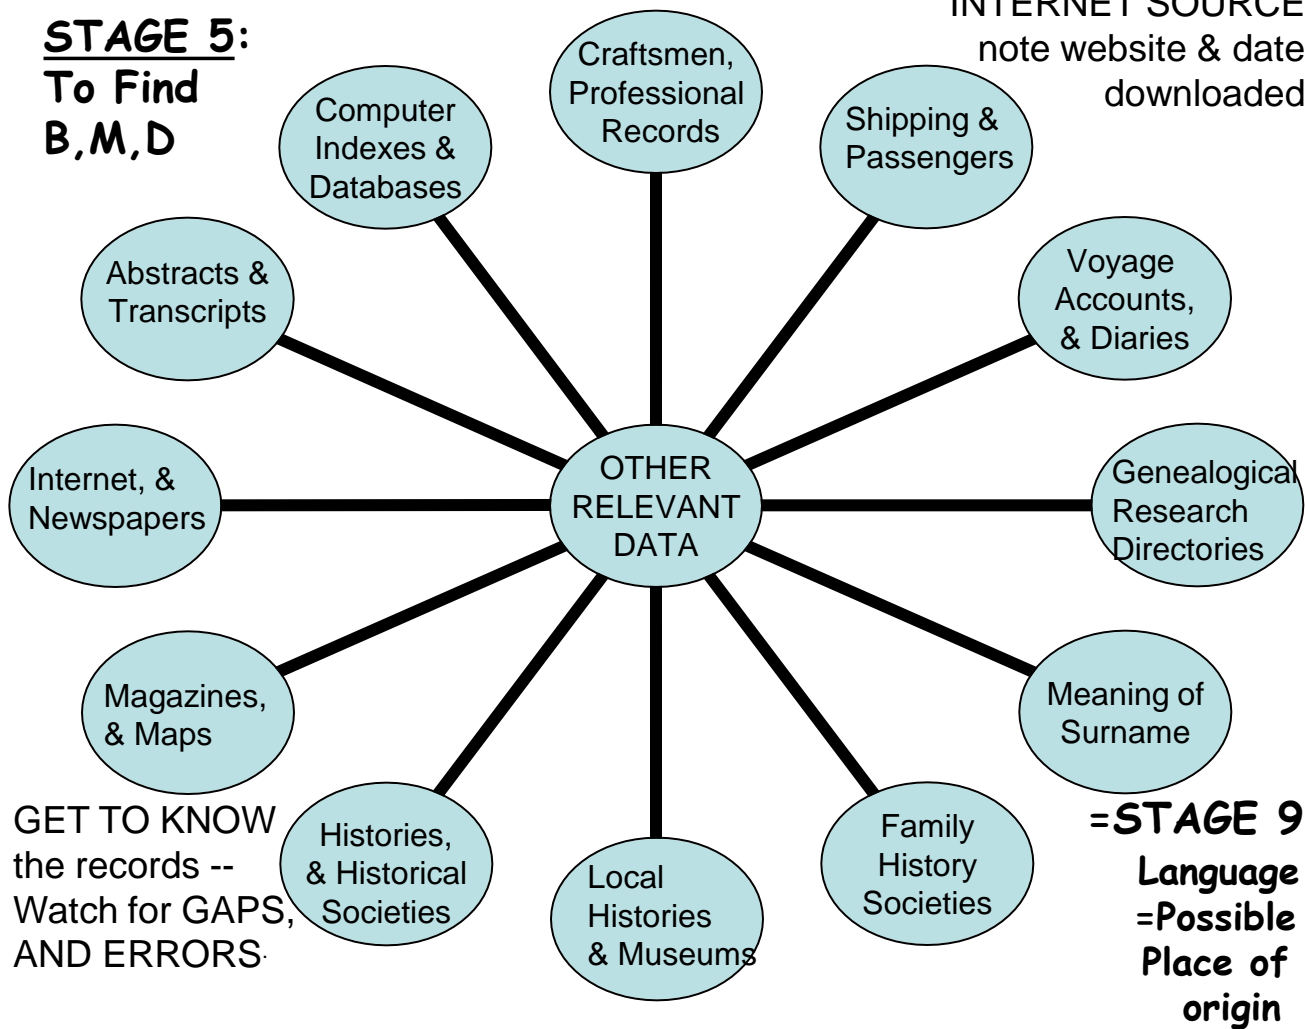 STAGE 5:
To Find
B,M,D
INTERNET SOURCE
note website & date
downloaded
Craftsmen,
Professional
Records
Computer
Indexes &
Databases
Shipping &
Passengers
Abstracts &
Transcripts
Voyage
Accounts,
& Diaries
Internet, &
Newspapers
OTHER
RELEVANT
DATA
Genealogical
Research
Directories
Magazines,
& Maps
Meaning of
Surname
GET TO KNOW
the records --
Watch for GAPS,
AND ERRORS.
Histories,
& Historical
Societies
Local
Histories
& Museums
Family
History
Societies
=STAGE 9
Language
=Possible
Place of
origin